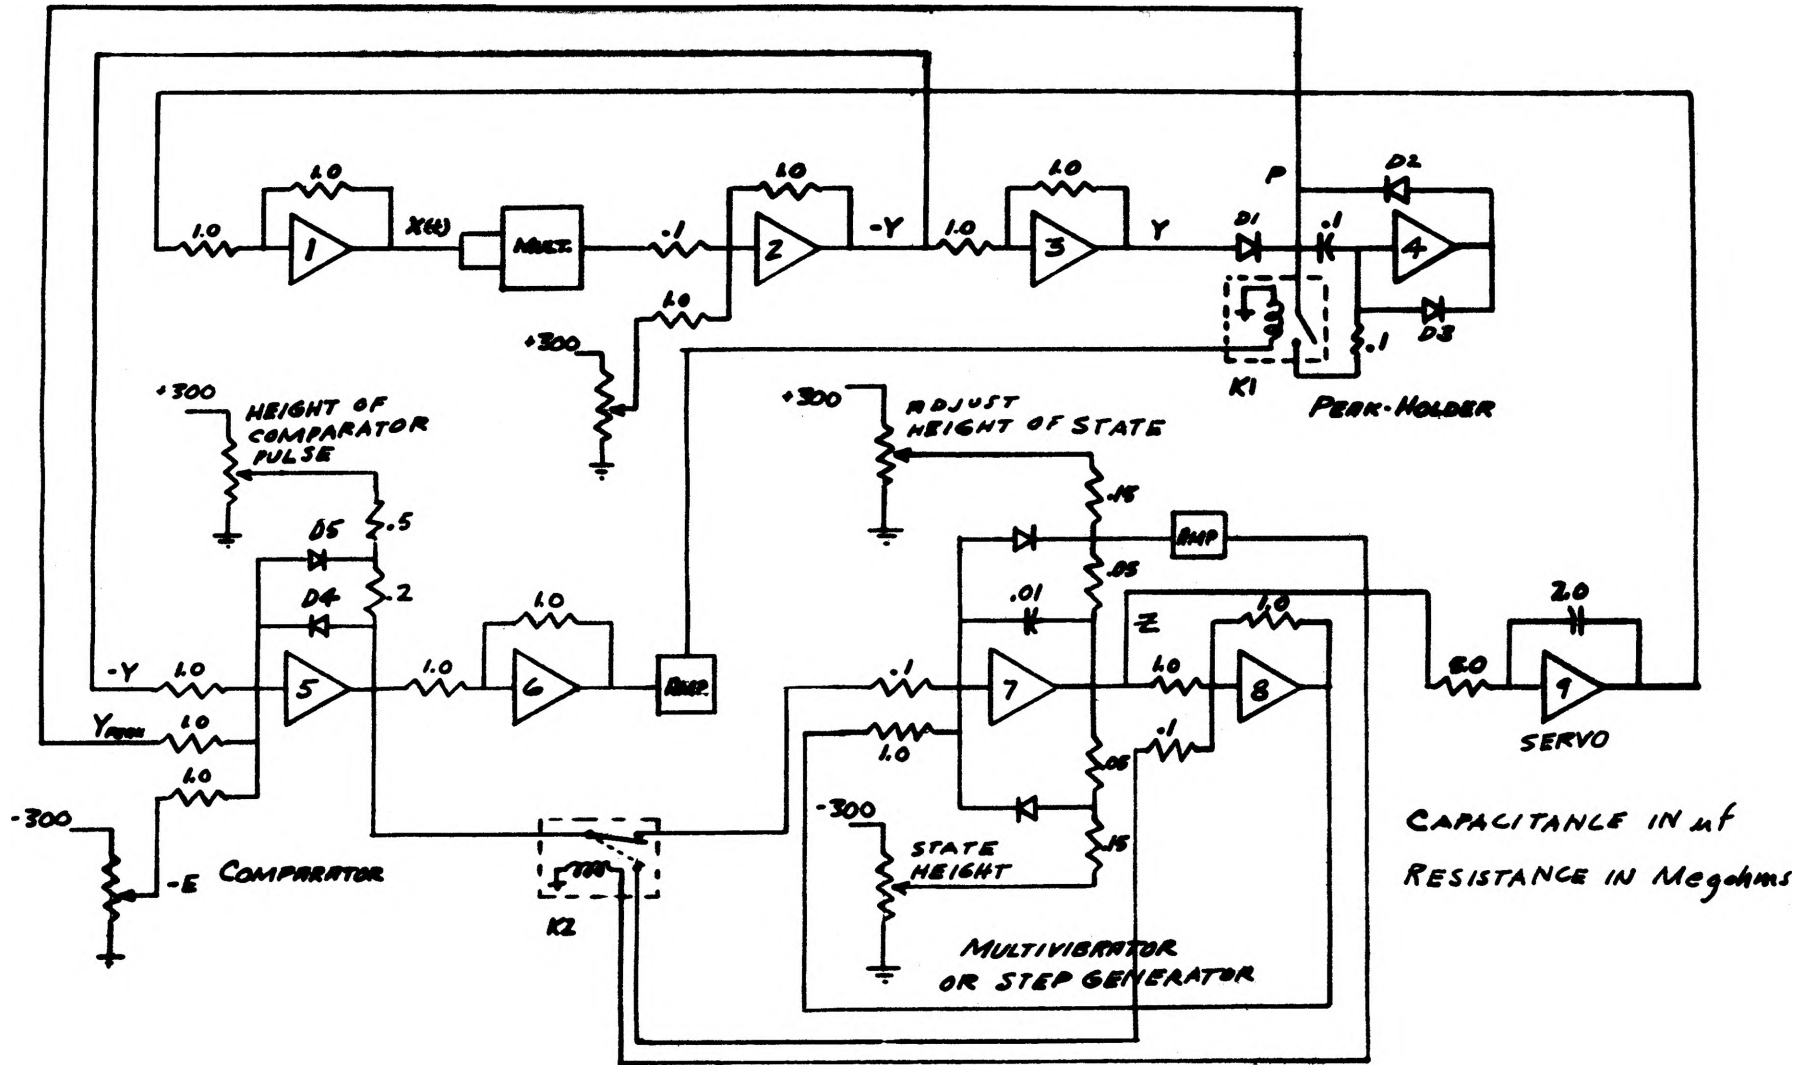 P
D2
1.0
1.0
1.0
1.0
X(t)
MULT.
.1
2
-Y
1.0
3
Y
D1
.1
4
1
1.0
D3
.1
+300
K1
PEAK-HOLDER
+300
HEIGHT OF
COMPARATOR
PULSE
+300
ADJUST
HEIGHT OF STATE
.5
.15
D5
AMP
.05
D4
.2
.01
1.0
Z
1.0
2.0
-Y
1.0
5
1.0
6
AMP.
.1
7
1.0
8
9
SERVO
1.0
1.0
.1
.05
1.0
-300
-E
COMPARATOR
K2
-300
STATE
HEIGHT
.15
CAPACITANCE IN µf
RESISTANCE IN Megohms
MULTIVIBRATOR
OR STEP GENERATOR